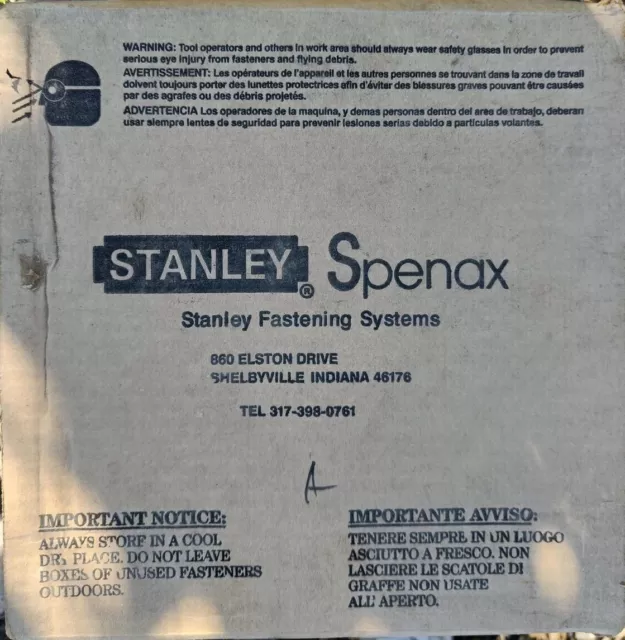 WARNING: Tool operators and others in work area should always wear safety glasses in order to prevent
serious eye injury from fasteners and flying debris.
AVERTISSEMENT: Les opérateurs de l'appareil et les autres personnes se trouvant dans la zone de travail
doivent toujours porter des lunettes protectrices afin d'éviter des blessures graves pouvant être causées
par des agrafes ou des débris projetés.
ADVERTENCIA Los operadores de la maquina, y demas personas dentro del area de trabajo, deberan
usar siempre lentes de seguridad para prevenir lesiones serias debido a particulas volantes.
STANLEY® Spenax
Stanley Fastening Systems
860 ELSTON DRIVE
SHELBYVILLE INDIANA 46176
TEL 317-398-0761
A
IMPORTANT NOTICE:
ALWAYS STORE IN A COOL
DRY PLACE. DO NOT LEAVE
BOXES OF UNUSED FASTENERS
OUTDOORS.
IMPORTANTE AVVISO:
TENERE SEMPRE IN UN LUOGO
ASCIUTTO A FRESCO. NON
LASCIERE LE SCATOLE DI
GRAFFE NON USATE
ALL' APERTO.